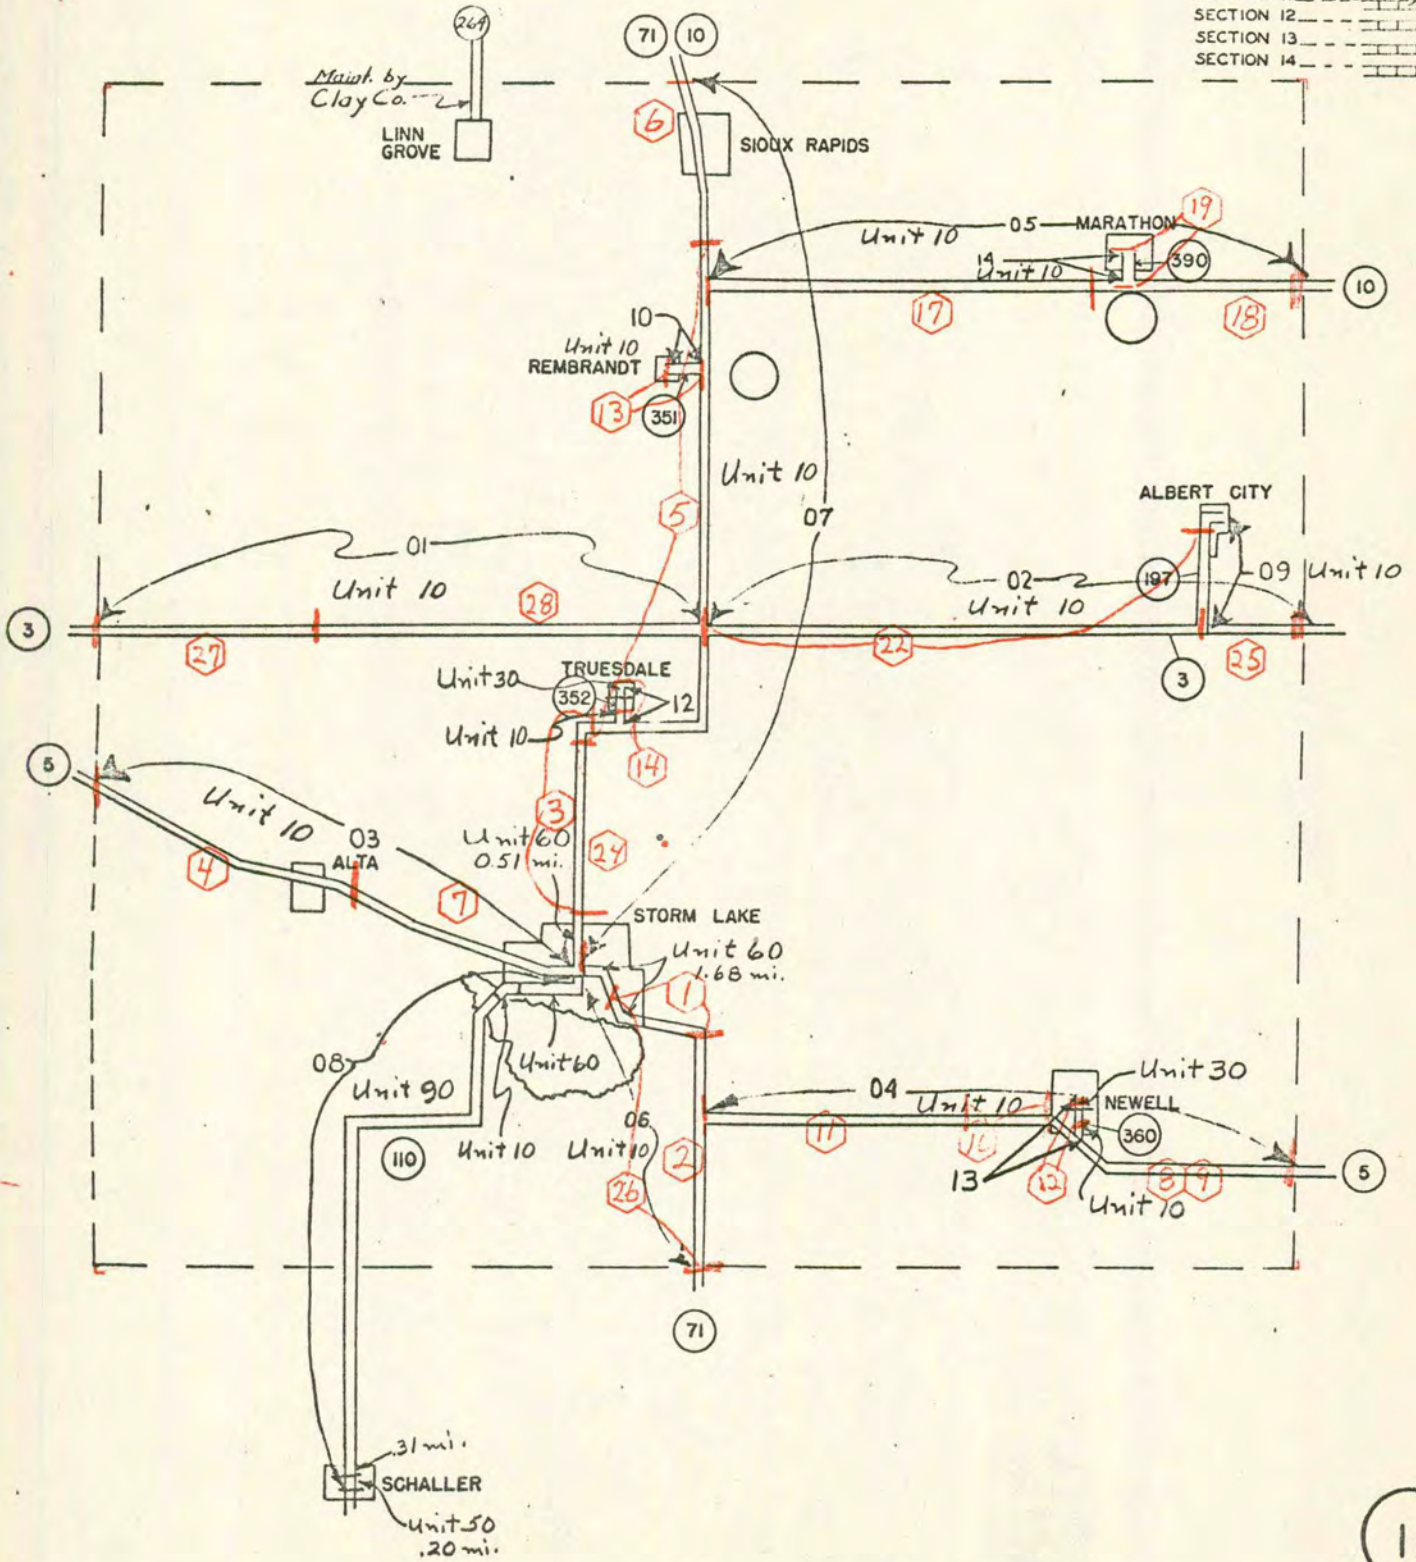 SECTION 12
SECTION 13
SECTION 14
264
71 10
Maint. by
Clay Co.
LINN
GROVE
6
SIOUX RAPIDS
19
05 MARATHON
Unit 10
14
Unit 10
390
10
17
18
10
Unit 10
REMBRANDT
13
351
Unit 10
5
07
ALBERT CITY
01
Unit 10
02
Unit 10
197
09
Unit 10
28
3
27
22
25
3
TRUESDALE
Unit 30
352
12
Unit 10
14
5
Unit 10
3
03
ALTA
Unit 60
0.51 mi.
24
4
7
STORM LAKE
Unit 60
1.68 mi.
1
08
Unit 90
Unit 60
04
Unit 10
Unit 30
NEWELL
360
06
Unit 10
Unit 10
110
11
2
26
13
12
8
9
5
Unit 10
71
.31 mi.
SCHALLER
Unit 50
.20 mi.
1